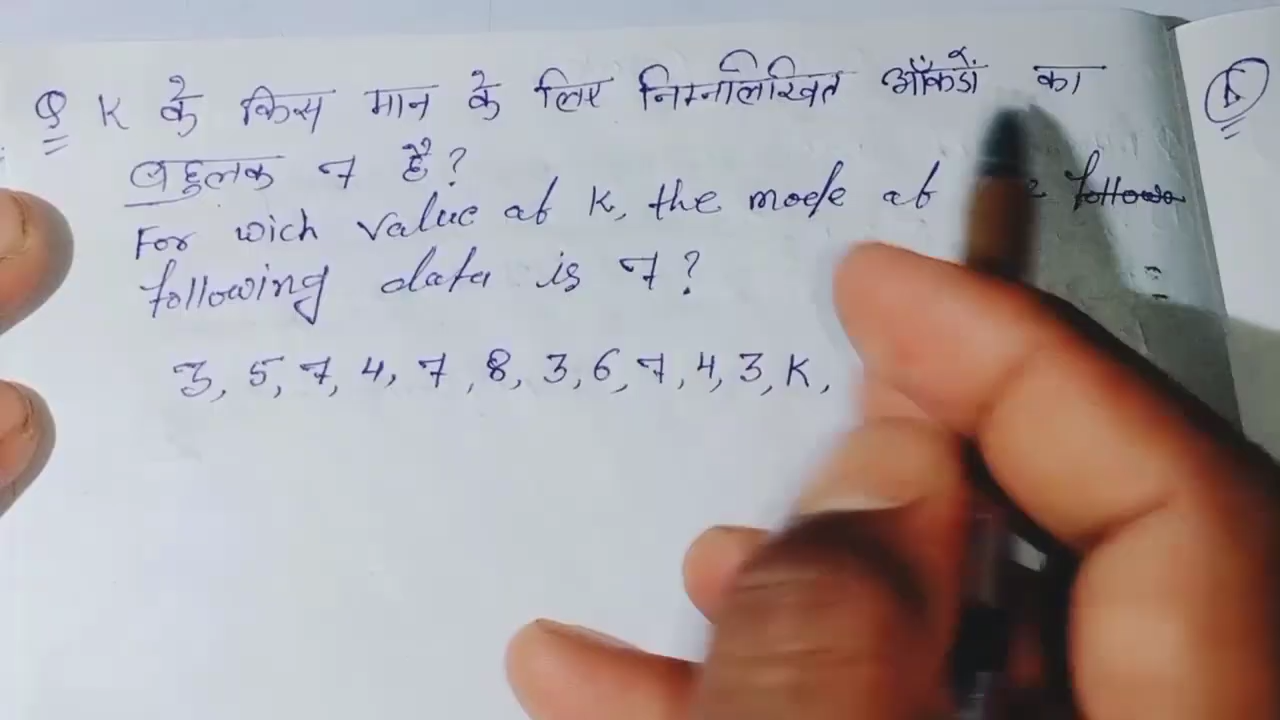 Q K के किस मान के लिए निम्नलिखित आँकडों का
बहुलक 7 है?
For wich value of K, the mode of follow
following data is 7?
3, 5, 7, 4, 7, 8, 3, 6, 7, 4, 3, K,